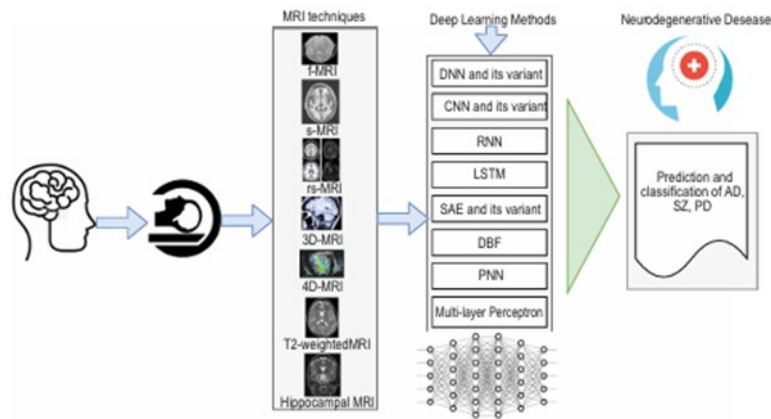 MRI techniques
Deep Learning Methods
Neurodegenerative Desease
f-MRI
s-MRI
rs-MRI
3D-MRI
4D-MRI
T2-weightedMRI
Hippocampal MRI
DNN and its variant
CNN and its variant
RNN
LSTM
SAE and its variant
DBF
PNN
Multi-layer Perceptron
Prediction and
classification of AD,
SZ, PD